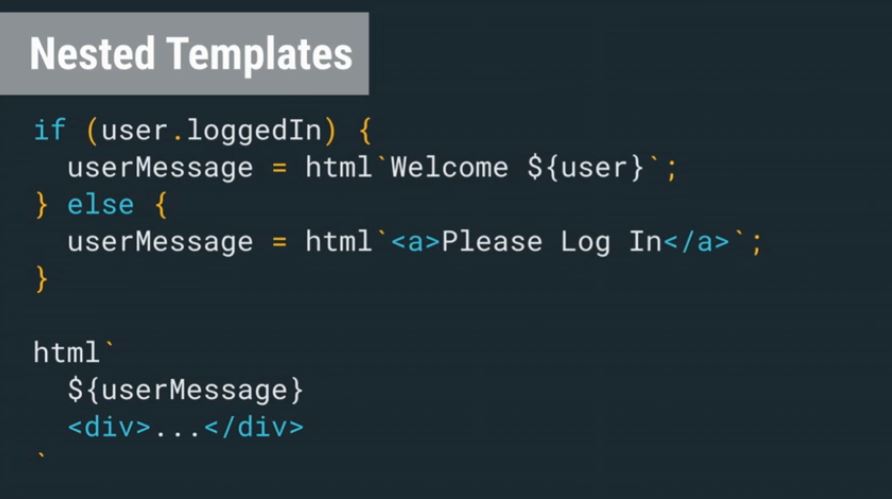 Nested Templates
if (user.loggedIn) {
  userMessage = html`Welcome ${user}`;
} else {
  userMessage = html`<a>Please Log In</a>`;
}
html`
  ${userMessage}
  <div>...</div>
`